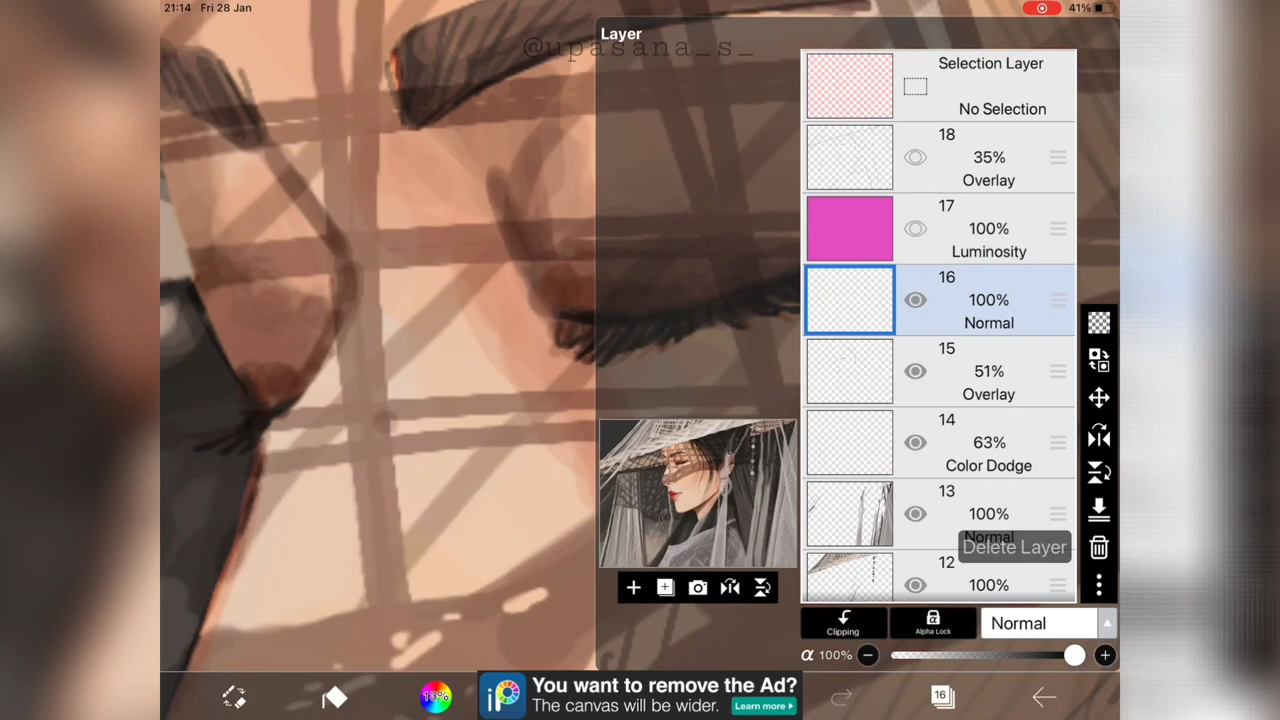 21:14 Fri 28 Jan
41%
Layer
@upasana_s_
Selection Layer
No Selection
18
35%
Overlay
17
100%
Luminosity
16
100%
Normal
15
51%
Overlay
14
63%
Color Dodge
13
100%
Normal
Delete Layer
12
100%
Clipping
Alpha Lock
Normal
α 100%
18%
You want to remove the Ad?
The canvas will be wider.
Learn more
16